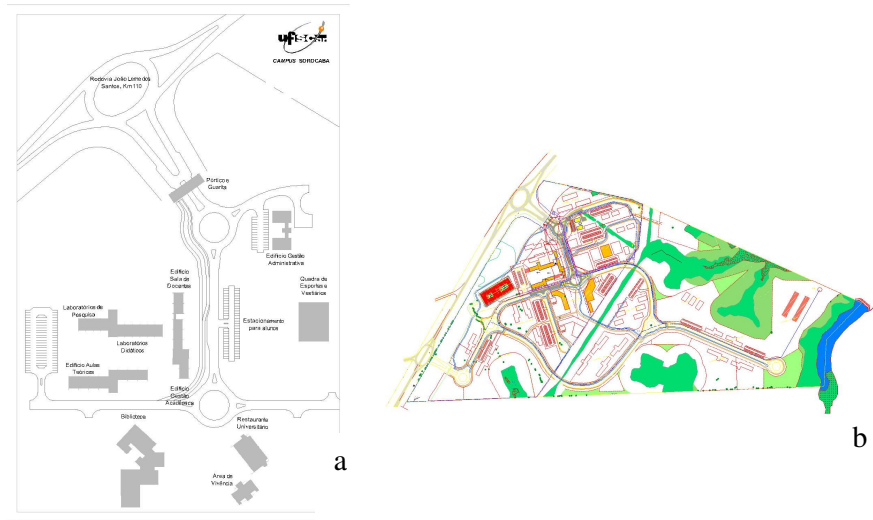 ufscar
CAMPUS SOROCABA
Rodovia João Leme dos
Santos, Km 110
Pórtico e
Guarita
Edifício Gestão
Administrativa
Edifício
Sala de
Docentes
Quadra de
Esportes e
Vestiários
Laboratórios de
Pesquisa
Estacionamento
para alunos
Laboratórios
Didáticos
Edifício Aulas
Teóricas
Edifício
Gestão
Acadêmica
Biblioteca
Restaurante
Universitário
Área de
Vivência
a
b